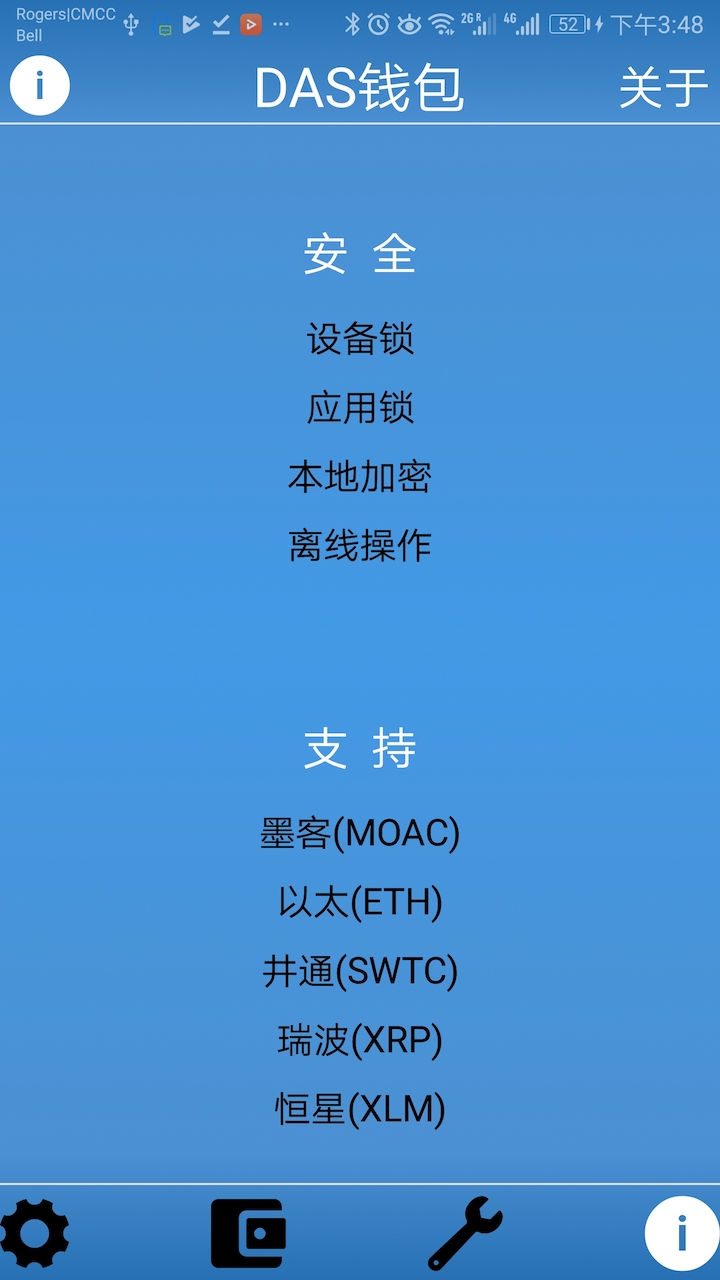 Rogers|CMCC
Bell
2G R 4G 52 下午3:48
i DAS钱包 关于
安 全
设备锁
应用锁
本地加密
离线操作
支 持
墨客(MOAC)
以太(ETH)
井通(SWTC)
瑞波(XRP)
恒星(XLM)
i